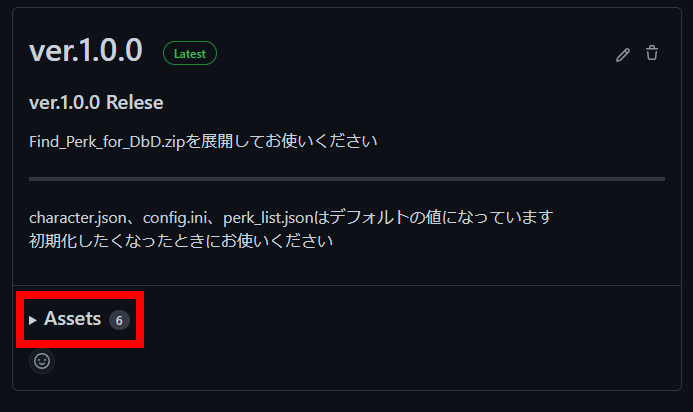 ver.1.0.0 Latest
ver.1.0.0 Relese
Find_Perk_for_DbD.zipを展開してお使いください
character.json、config.ini、perk_list.jsonはデフォルトの値になっています
初期化したくなったときにお使いください
Assets 6